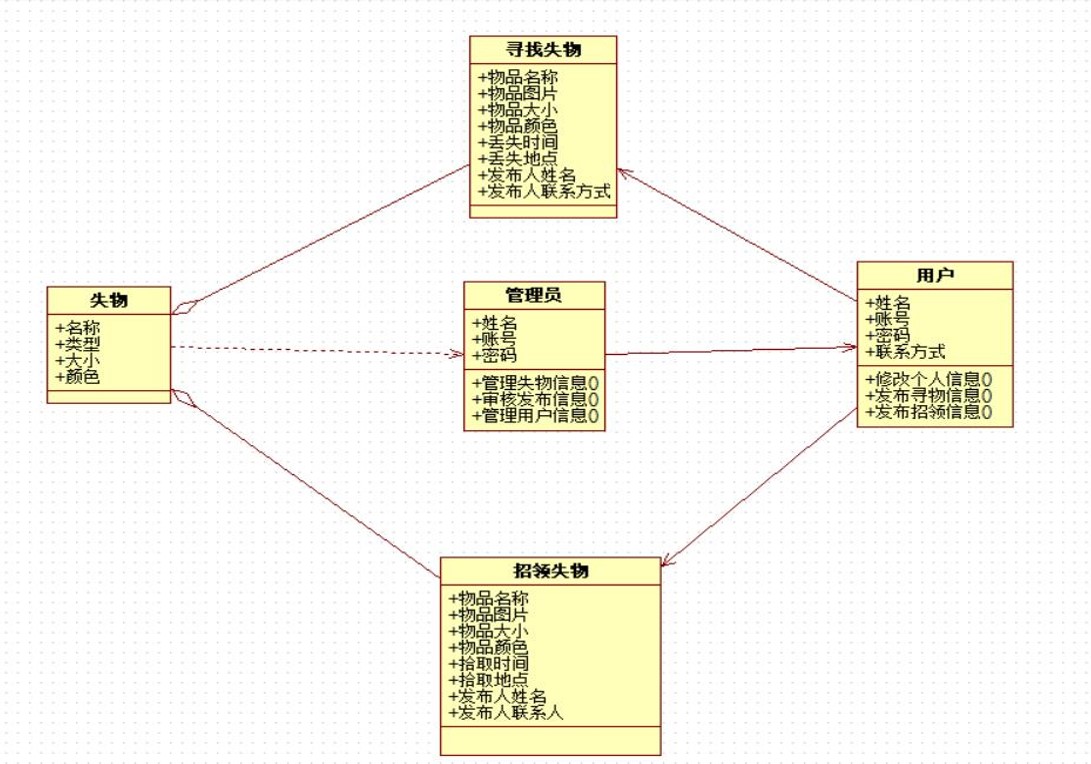 寻找失物
+物品名称
+物品图片
+物品大小
+物品颜色
+丢失时间
+丢失地点
+发布人姓名
+发布人联系方式
失物
+名称
+类型
+大小
+颜色
管理员
+姓名
+账号
+密码
+管理失物信息()
+审核发布信息()
+管理用户信息()
用户
+姓名
+账号
+密码
+联系方式
+修改个人信息()
+发布寻物信息()
+发布招领信息()
招领失物
+物品名称
+物品图片
+物品大小
+物品颜色
+拾取时间
+拾取地点
+发布人姓名
+发布人联系人